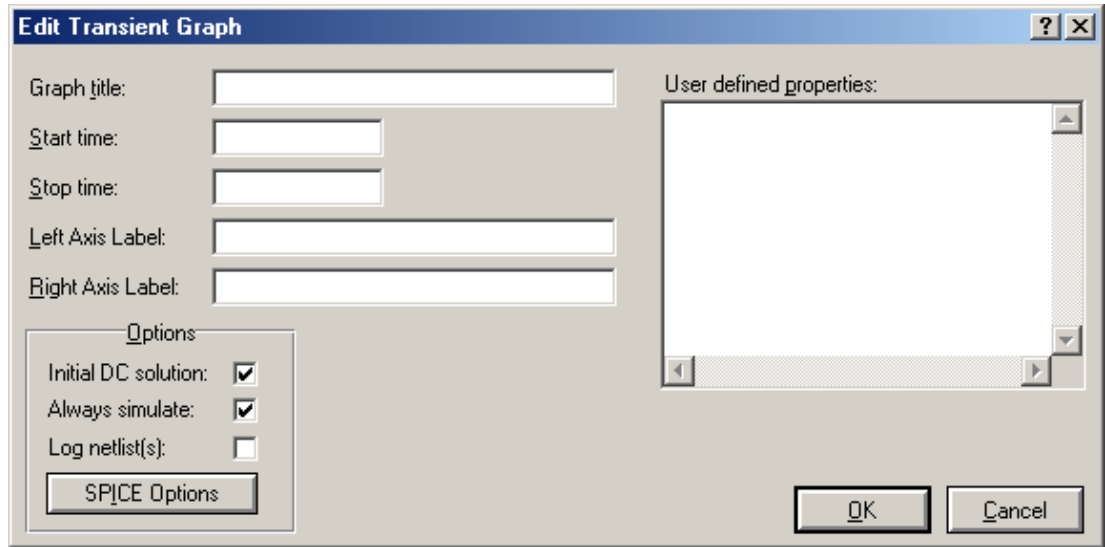 Edit Transient Graph
Graph title:
User defined properties:
Start time:
Stop time:
Left Axis Label:
Right Axis Label:
Options
Initial DC solution:
Always simulate:
Log netlist(s):
SPICE Options
OK
Cancel